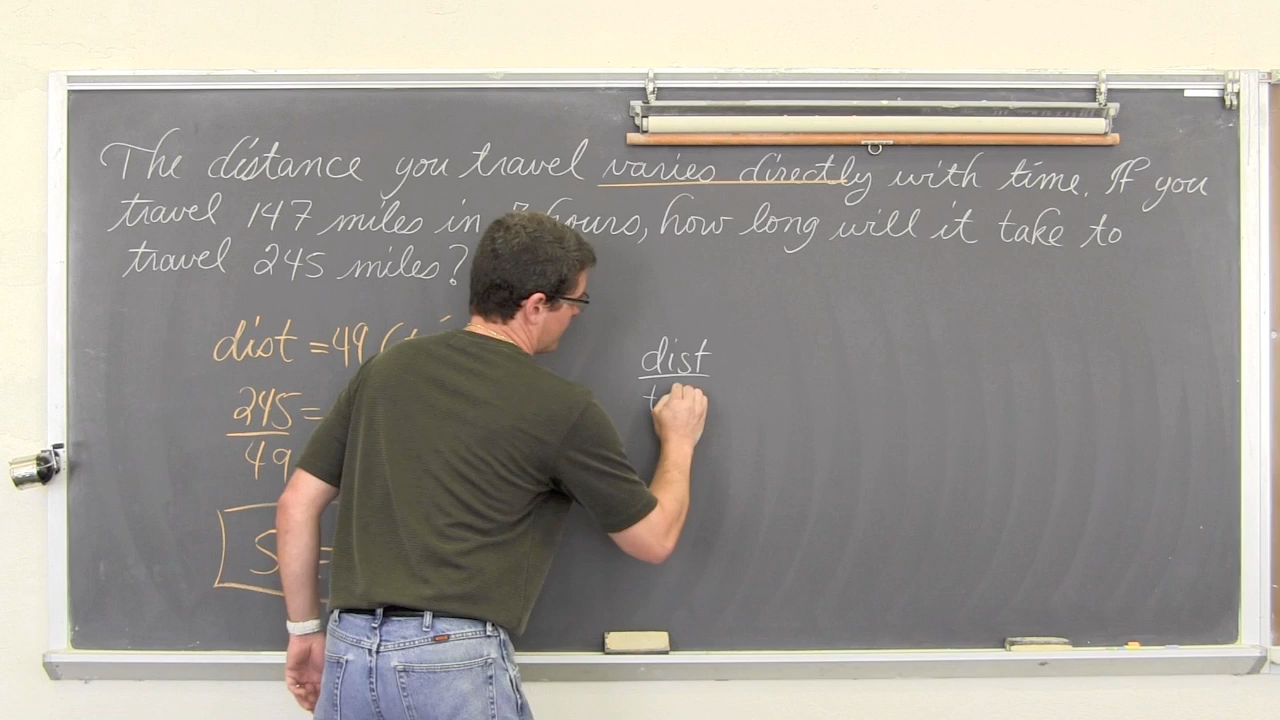 The distance you travel varies directly with time. If you
travel 147 miles in hours, how long will it take to
travel 245 miles?
dist = 49 (
245 =
49
5 =
dist
t